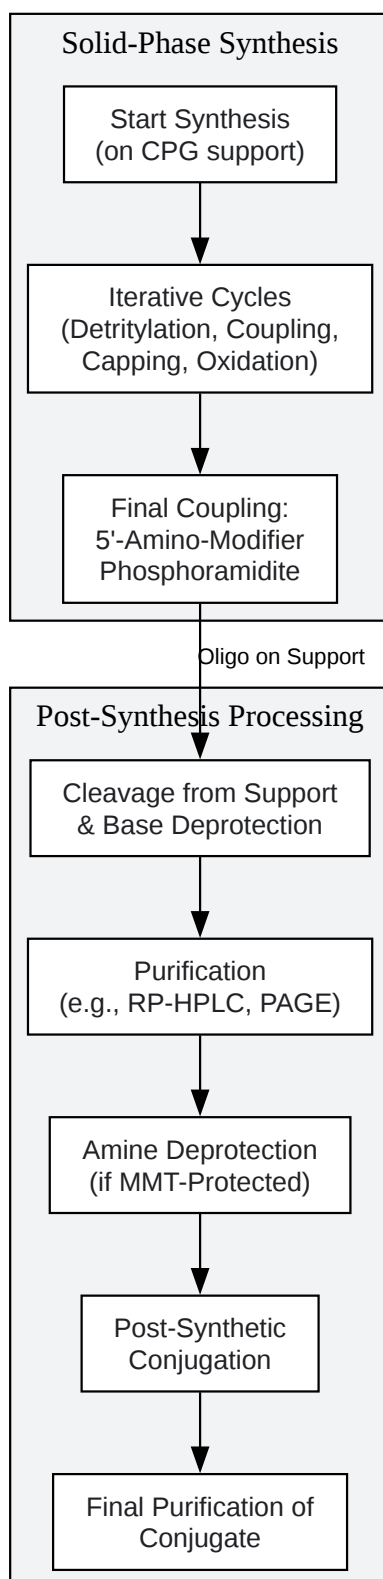 Solid-Phase Synthesis
Start Synthesis
(on CPG support)
Iterative Cycles
(Detritylation, Coupling,
Capping, Oxidation)
Final Coupling:
5'-Amino-Modifier
Phosphoramidite
Oligo on Support
Post-Synthesis Processing
Cleavage from Support
& Base Deprotection
Purification
(e.g., RP-HPLC, PAGE)
Amine Deprotection
(if MMT-Protected)
Post-Synthetic
Conjugation
Final Purification of
Conjugate